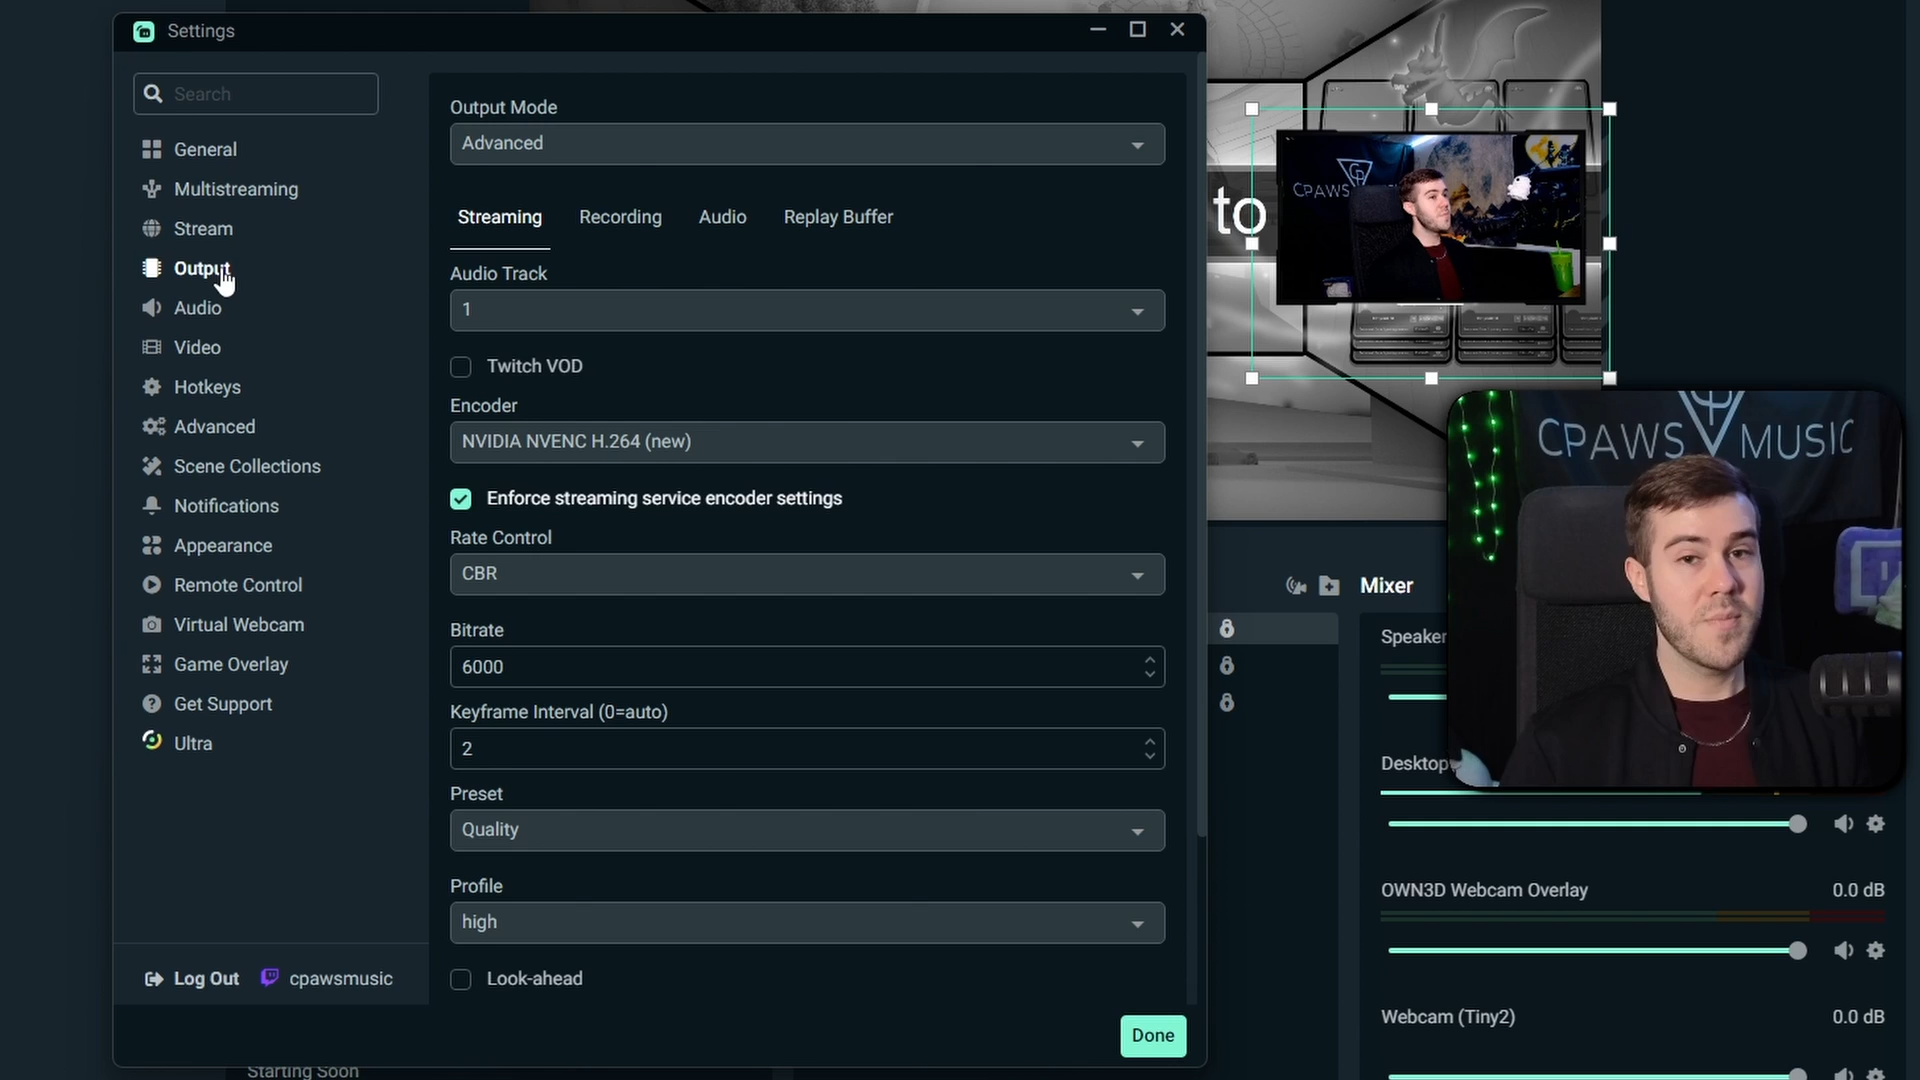 Settings
Search
General
Multistreaming
Stream
Output
Audio
Video
Hotkeys
Advanced
Scene Collections
Notifications
Appearance
Remote Control
Virtual Webcam
Game Overlay
Get Support
Ultra
Log Out
cpawsmusic
Output Mode
Advanced
Streaming
Recording
Audio
Replay Buffer
Audio Track
1
Twitch VOD
Encoder
NVIDIA NVENC H.264 (new)
Enforce streaming service encoder settings
Rate Control
CBR
Bitrate
6000
Keyframe Interval (0=auto)
2
Preset
Quality
Profile
high
Look-ahead
Done
to
CPAWS
CPAWS MUSIC
Mixer
Speaker
Desktop
OWN3D Webcam Overlay
0.0 dB
Webcam (Tiny2)
0.0 dB
Starting Soon